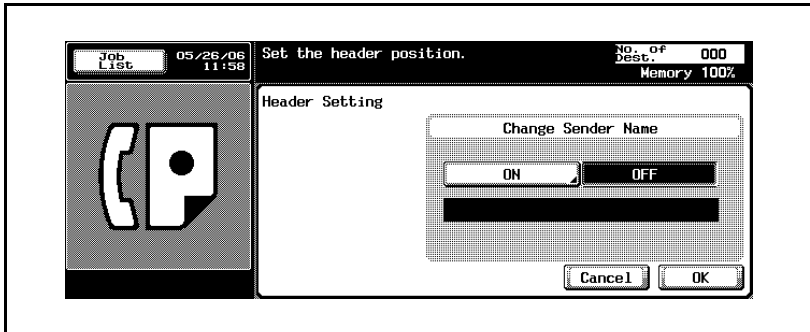 Job List
05/26/06
11:58
Set the header position.
No. of Dest.
000
Memory 100%
Header Setting
Change Sender Name
ON
OFF
Cancel
OK